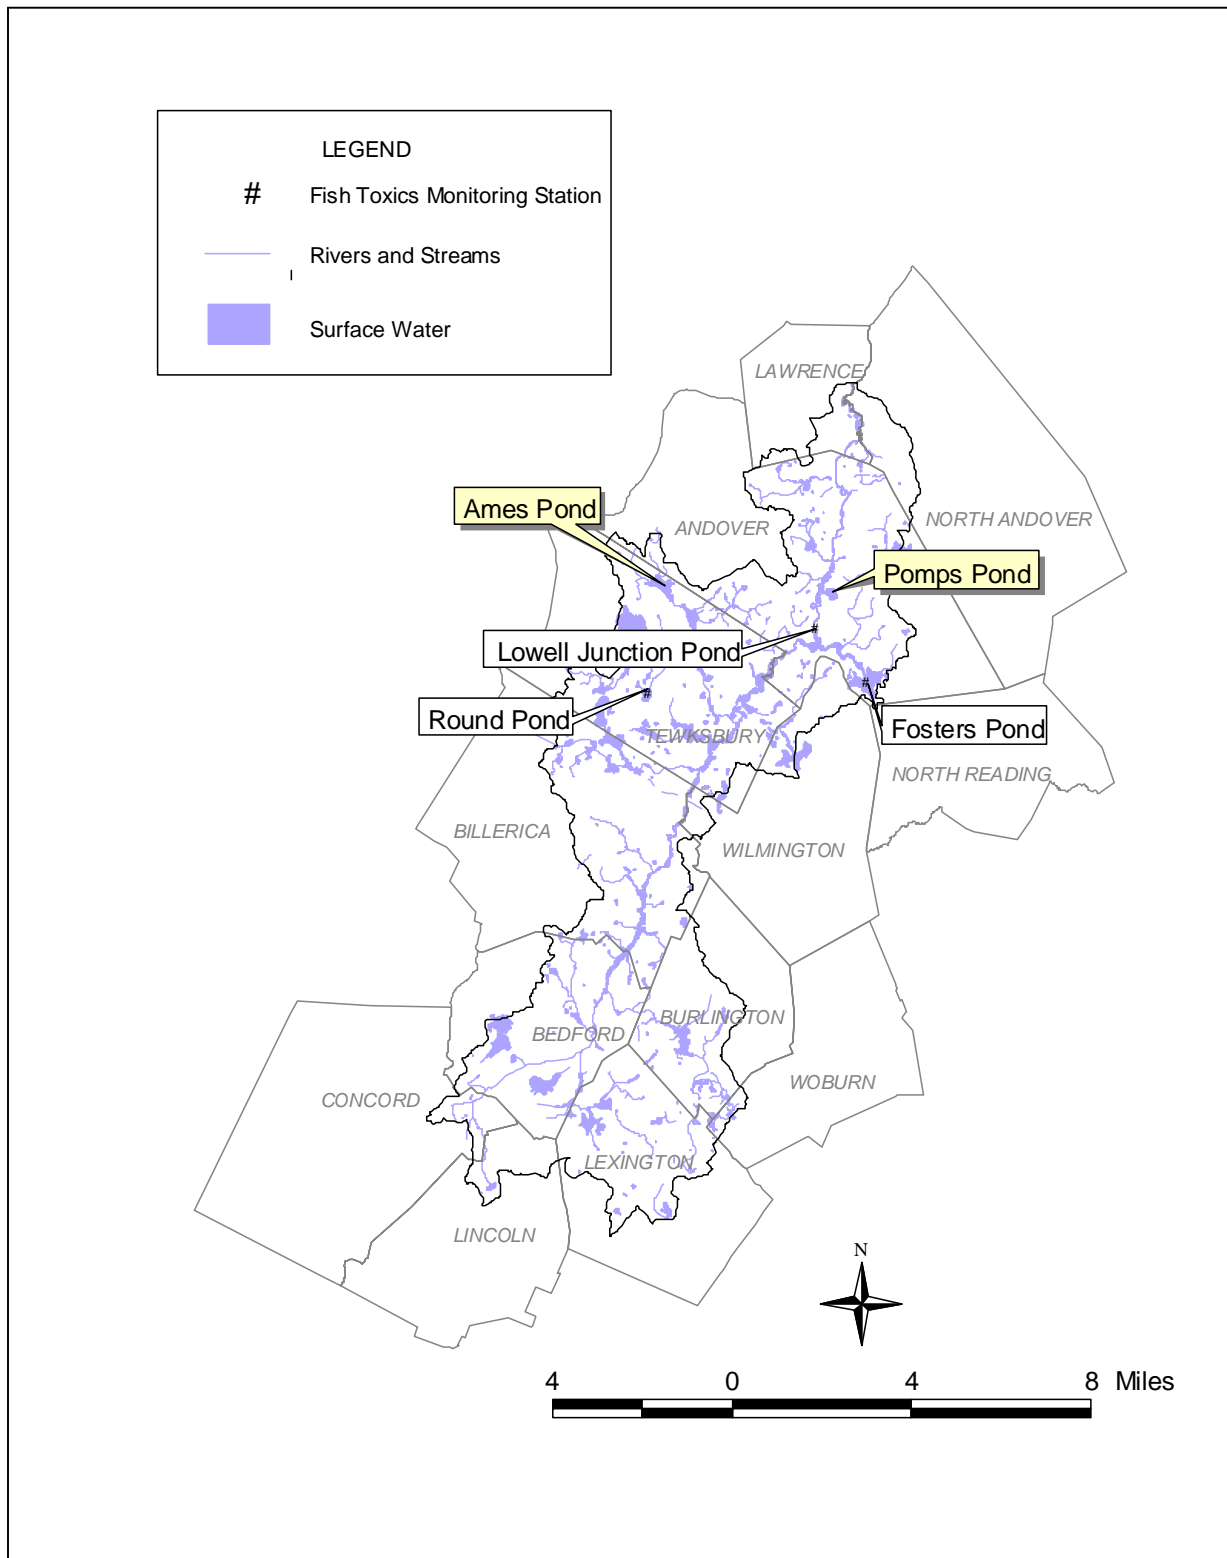 LEGEND
# Fish Toxics Monitoring Station
Rivers and Streams
Surface Water
LAWRENCE
Ames Pond
ANDOVER
NORTH ANDOVER
Pomps Pond
Lowell Junction Pond
Round Pond
TEWKSBURY
Fosters Pond
NORTH READING
BILLERICA
WILMINGTON
BURLINGTON
BEDFORD
WOBURN
CONCORD
LEXINGTON
LINCOLN
N
4 0 4 8 Miles